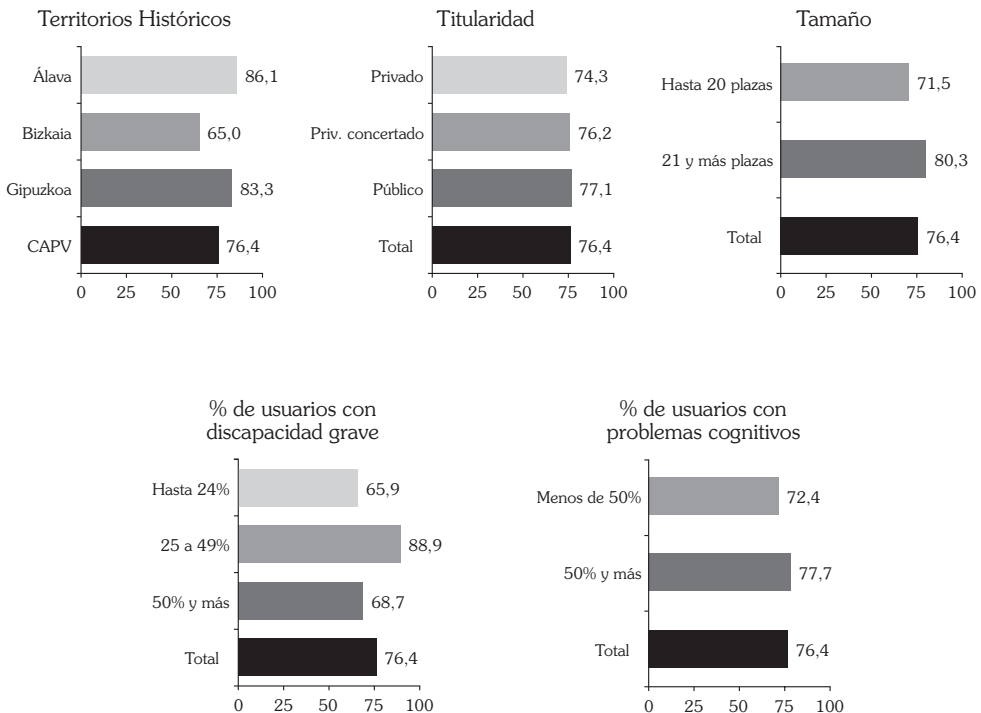 Territorios Históricos
Álava
86,1
Bizkaia
65,0
Gipuzkoa
83,3
CAPV
76,4
0 25 50 75 100
Titularidad
Privado
74,3
Priv. concertado
76,2
Público
77,1
Total
76,4
0 25 50 75 100
Tamaño
Hasta 20 plazas
71,5
21 y más plazas
80,3
Total
76,4
0 25 50 75 100
% de usuarios con
discapacidad grave
Hasta 24%
65,9
25 a 49%
88,9
50% y más
68,7
Total
76,4
0 25 50 75 100
% de usuarios con
problemas cognitivos
Menos de 50%
72,4
50% y más
77,7
Total
76,4
0 25 50 75 100